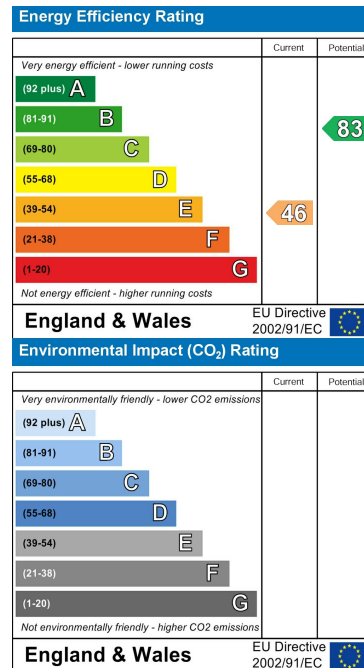 Energy Efficiency Rating
Current Potential
Very energy efficient - lower running costs
(92 plus) A
(81-91) B
83
(69-80) C
(55-68) D
(39-54) E
46
(21-38) F
(1-20) G
Not energy efficient - higher running costs
England & Wales
EU Directive
2002/91/EC
Environmental Impact (CO₂) Rating
Current Potential
Very environmentally friendly - lower CO2 emissions
(92 plus) A
(81-91) B
(69-80) C
(55-68) D
(39-54) E
(21-38) F
(1-20) G
Not environmentally friendly - higher CO2 emissions
England & Wales
EU Directive
2002/91/EC